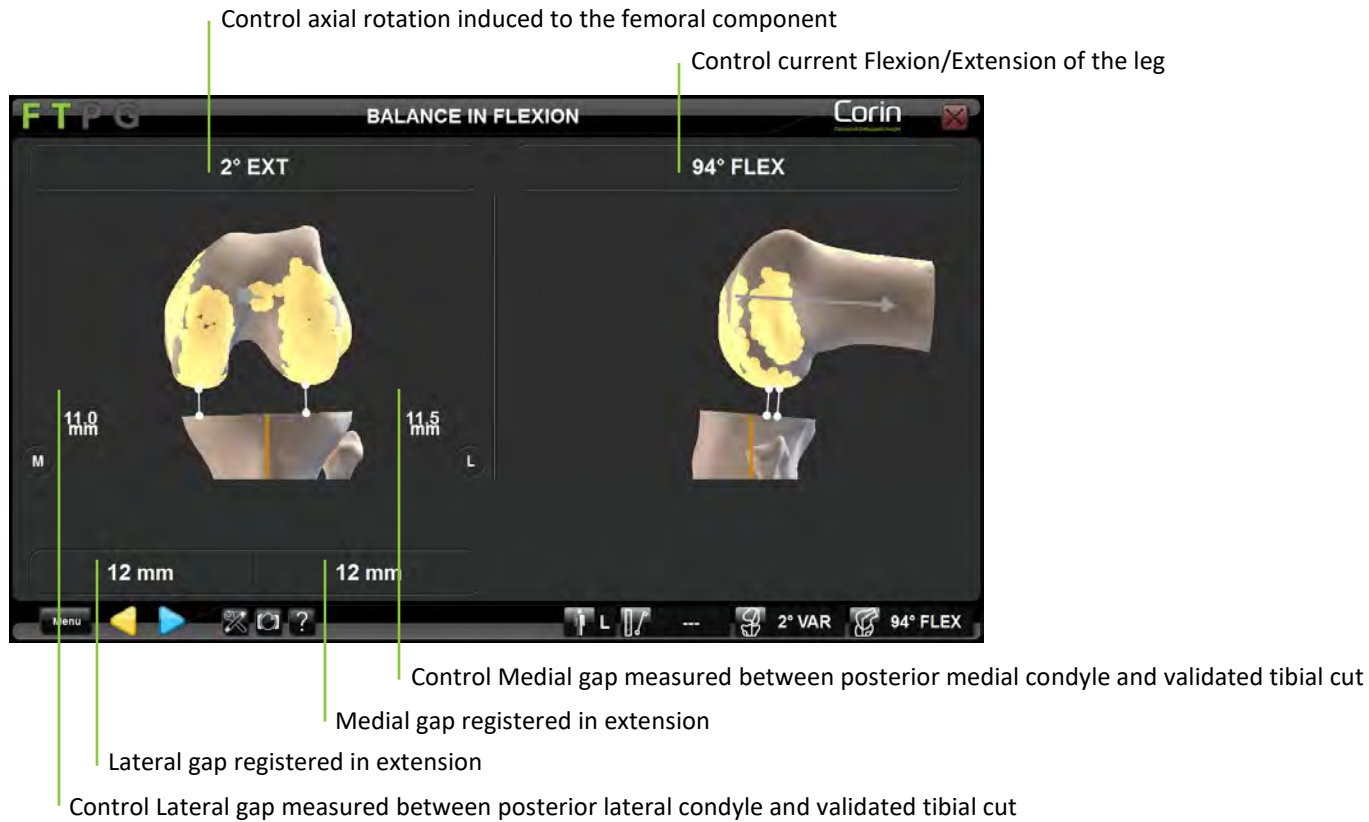 Control axial rotation induced to the femoral component
Control current Flexion/Extension of the leg
F T P G
BALANCE IN FLEXION
Corin
2° EXT
94° FLEX
11.0
mm
11.5
mm
M
L
12 mm
12 mm
Menu
?
L
---
2° VAR
94° FLEX
Control Medial gap measured between posterior medial condyle and validated tibial cut
Medial gap registered in extension
Lateral gap registered in extension
Control Lateral gap measured between posterior lateral condyle and validated tibial cut